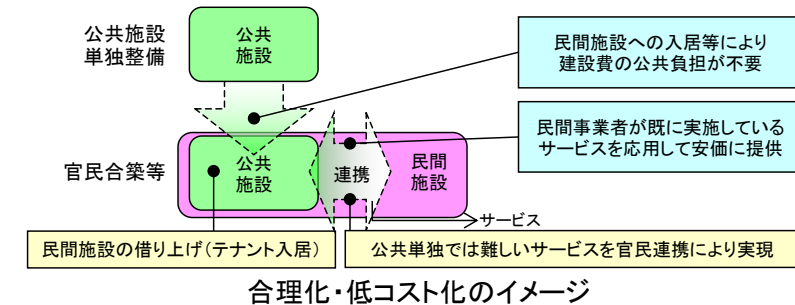 公共施設
単独整備
公共
施設
民間施設への入居等により
建設費の公共負担が不要
民間事業者が既に実施している
サービスを応用して安価に提供
官民合築等
公共
施設
連携
民間
施設
サービス
民間施設の借り上げ（テナント入居）
公共単独では難しいサービスを官民連携により実現
合理化・低コスト化のイメージ